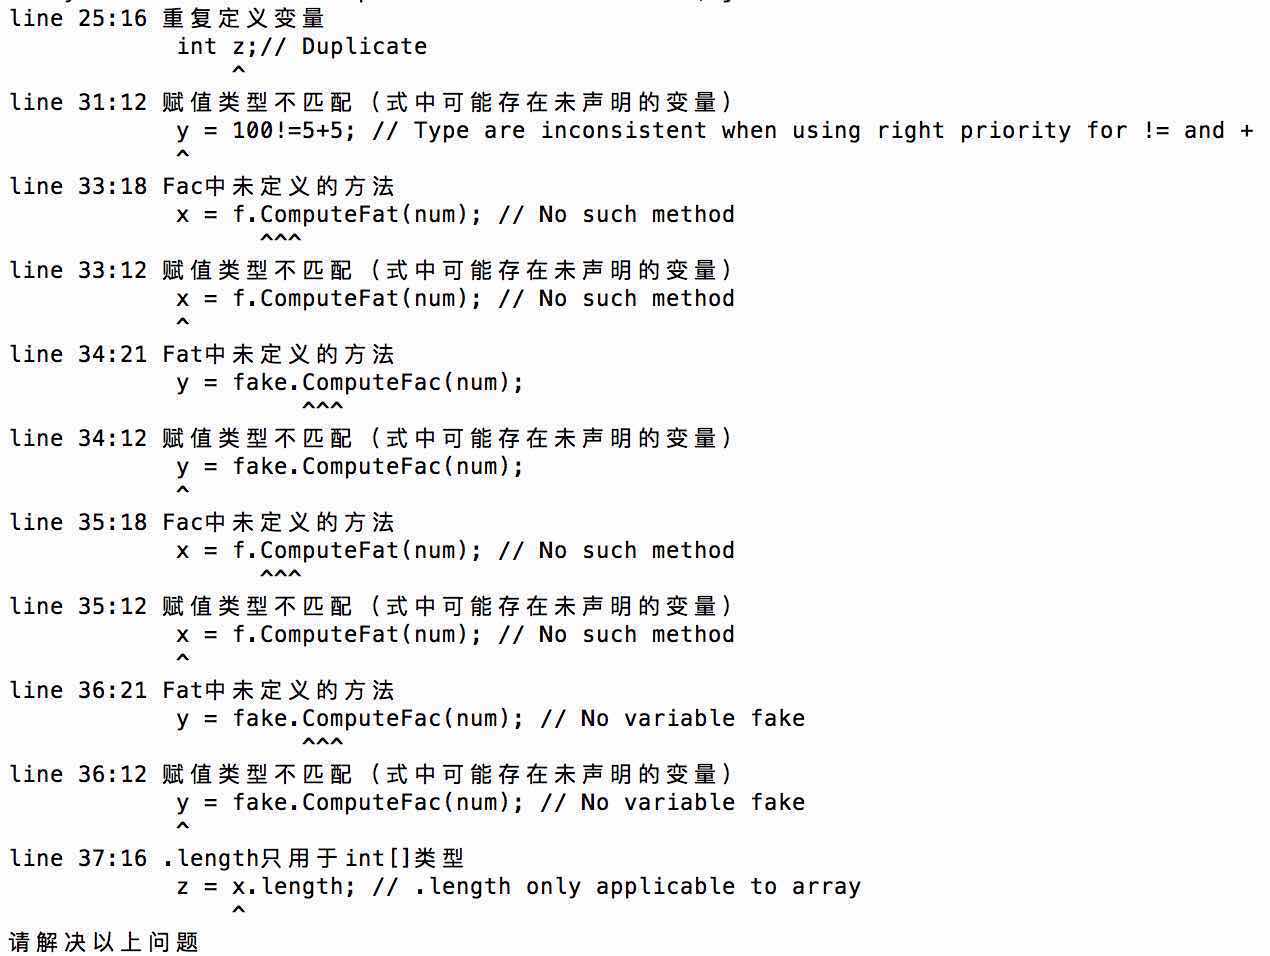 line 25:16 重复定义变量
int z;// Duplicate
^
line 31:12 赋值类型不匹配（式中可能存在未声明的变量）
y = 100!=5+5; // Type are inconsistent when using right priority for != and +
^
line 33:18 Fac中未定义的方法
x = f.ComputeFat(num); // No such method
^^^
line 33:12 赋值类型不匹配（式中可能存在未声明的变量）
x = f.ComputeFat(num); // No such method
^
line 34:21 Fat中未定义的方法
y = fake.ComputeFac(num);
^^^
line 34:12 赋值类型不匹配（式中可能存在未声明的变量）
y = fake.ComputeFac(num);
^
line 35:18 Fac中未定义的方法
x = f.ComputeFat(num); // No such method
^^^
line 35:12 赋值类型不匹配（式中可能存在未声明的变量）
x = f.ComputeFat(num); // No such method
^
line 36:21 Fat中未定义的方法
y = fake.ComputeFac(num); // No variable fake
^^^
line 36:12 赋值类型不匹配（式中可能存在未声明的变量）
y = fake.ComputeFac(num); // No variable fake
^
line 37:16 .length只用于int[]类型
z = x.length; // .length only applicable to array
^
请解决以上问题